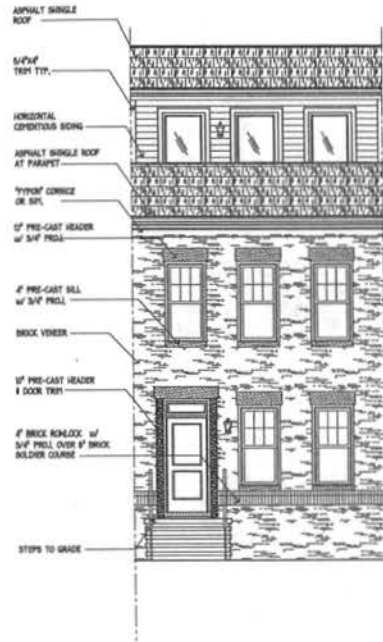 ASPHALT SHINGLE
ROOF
5/4"X4"
TRIM TYP.
HORIZONTAL
CEMENTIOUS SIDING
ASPHALT SHINGLE ROOF
AT PARAPET
"FYPON" CORNICE
OR SIM.
12" PRE-CAST HEADER
w/ 3/4" PROJ.
4" PRE-CAST SILL
w/ 3/4" PROJ.
BRICK VENEER
10" PRE-CAST HEADER
& DOOR TRIM
4" BRICK ROWLOCK w/
3/4" PROJ. OVER 8" BRICK
SOLDIER COURSE
STEPS TO GRADE